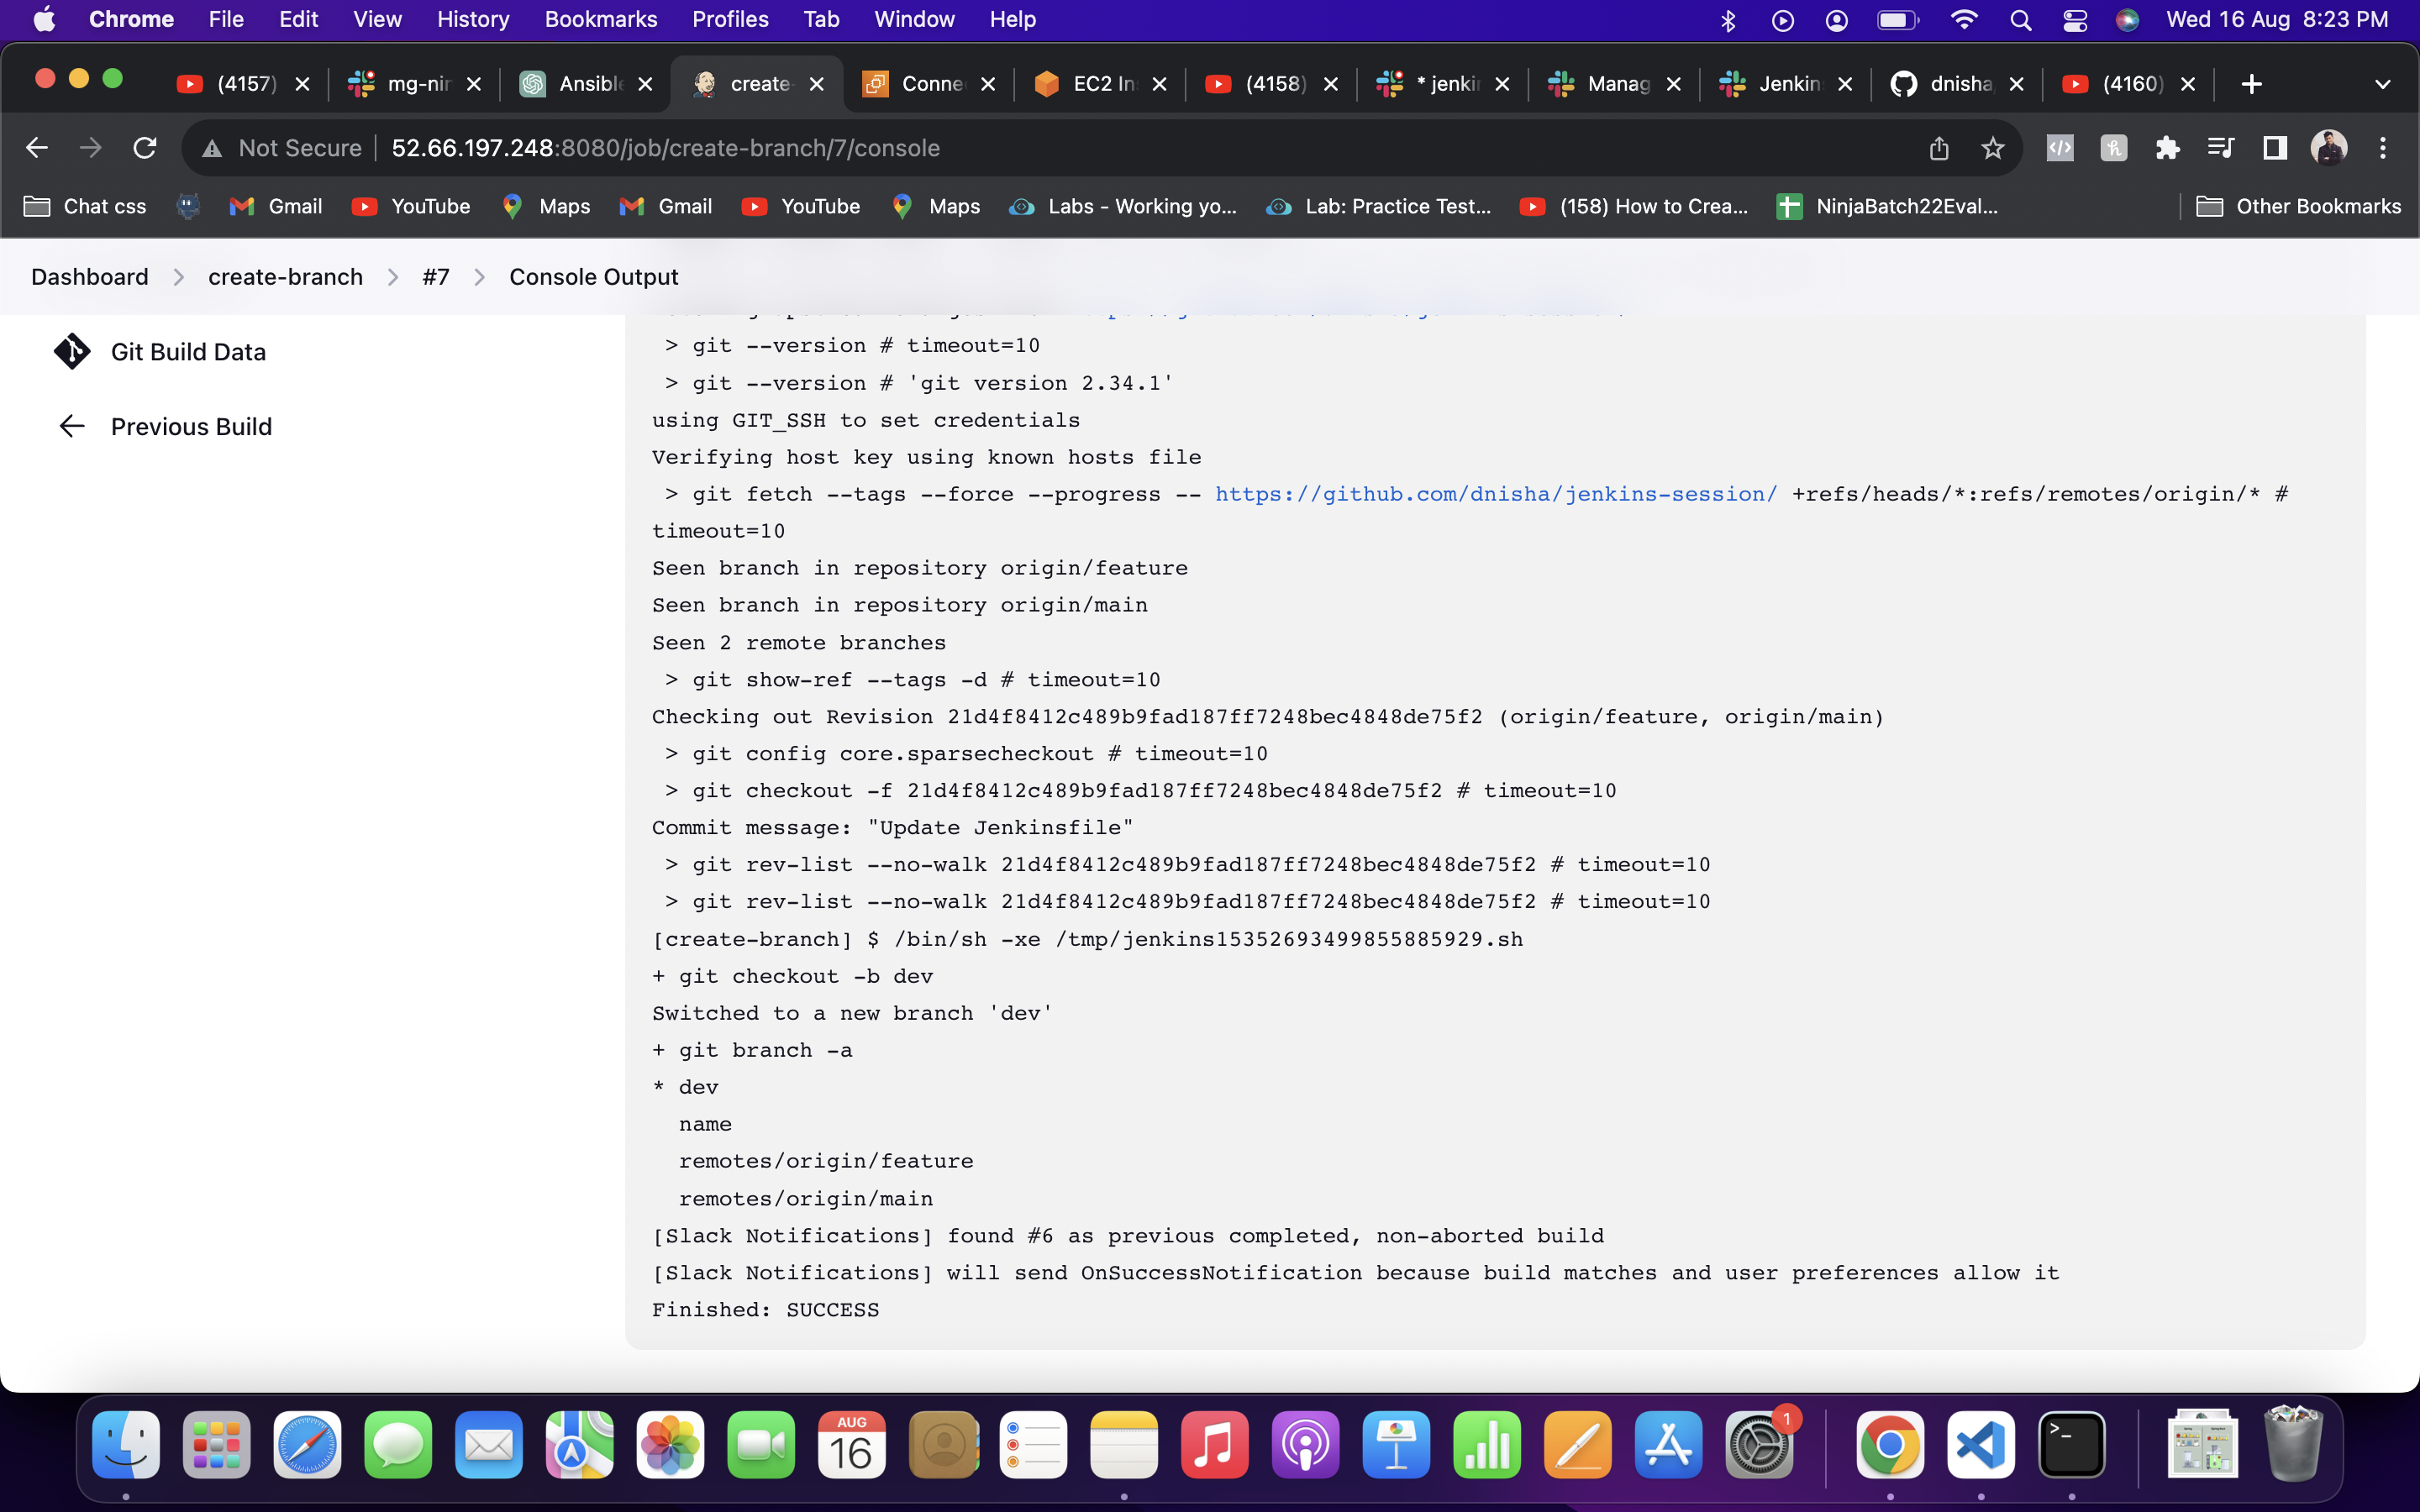 Chrome File Edit View History Bookmarks Profiles Tab Window Help Wed 16 Aug 8:23 PM
(4157) mg-nin Ansible create- Conne EC2 In (4158) * jenki Manag Jenkin dnisha (4160)
Not Secure 52.66.197.248:8080/job/create-branch/7/console
Chat css Gmail YouTube Maps Gmail YouTube Maps Labs - Working yo... Lab: Practice Test... (158) How to Crea... NinjaBatch22Eval... Other Bookmarks
Dashboard > create-branch > #7 > Console Output
Git Build Data
Previous Build
> git --version # timeout=10
> git --version # 'git version 2.34.1'
using GIT_SSH to set credentials
Verifying host key using known hosts file
> git fetch --tags --force --progress -- https://github.com/dnisha/jenkins-session/ +refs/heads/*:refs/remotes/origin/* #
timeout=10
Seen branch in repository origin/feature
Seen branch in repository origin/main
Seen 2 remote branches
> git show-ref --tags -d # timeout=10
Checking out Revision 21d4f8412c489b9fad187ff7248bec4848de75f2 (origin/feature, origin/main)
> git config core.sparsecheckout # timeout=10
> git checkout -f 21d4f8412c489b9fad187ff7248bec4848de75f2 # timeout=10
Commit message: "Update Jenkinsfile"
> git rev-list --no-walk 21d4f8412c489b9fad187ff7248bec4848de75f2 # timeout=10
> git rev-list --no-walk 21d4f8412c489b9fad187ff7248bec4848de75f2 # timeout=10
[create-branch] $ /bin/sh -xe /tmp/jenkins15352693499855885929.sh
+ git checkout -b dev
Switched to a new branch 'dev'
+ git branch -a
* dev
name
remotes/origin/feature
remotes/origin/main
[Slack Notifications] found #6 as previous completed, non-aborted build
[Slack Notifications] will send OnSuccessNotification because build matches and user preferences allow it
Finished: SUCCESS
AUG
16
1